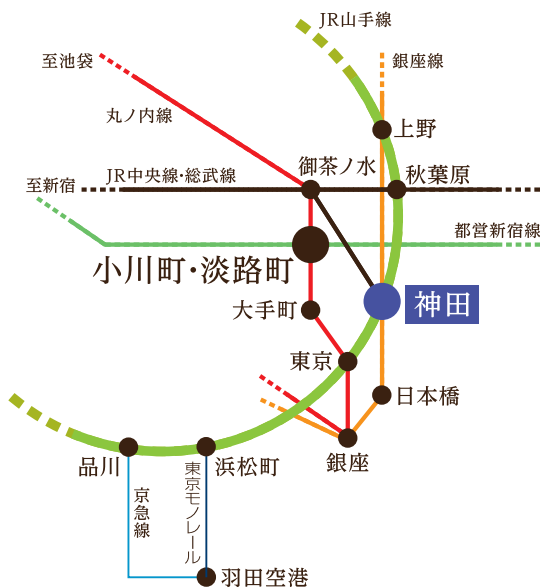 JR山手線
至池袋
銀座線
丸ノ内線
上野
御茶ノ水
JR中央線・総武線
秋葉原
至新宿
都営新宿線
小川町・淡路町
神田
大手町
東京
日本橋
銀座
品川
浜松町
京急線
東京モノレール
羽田空港